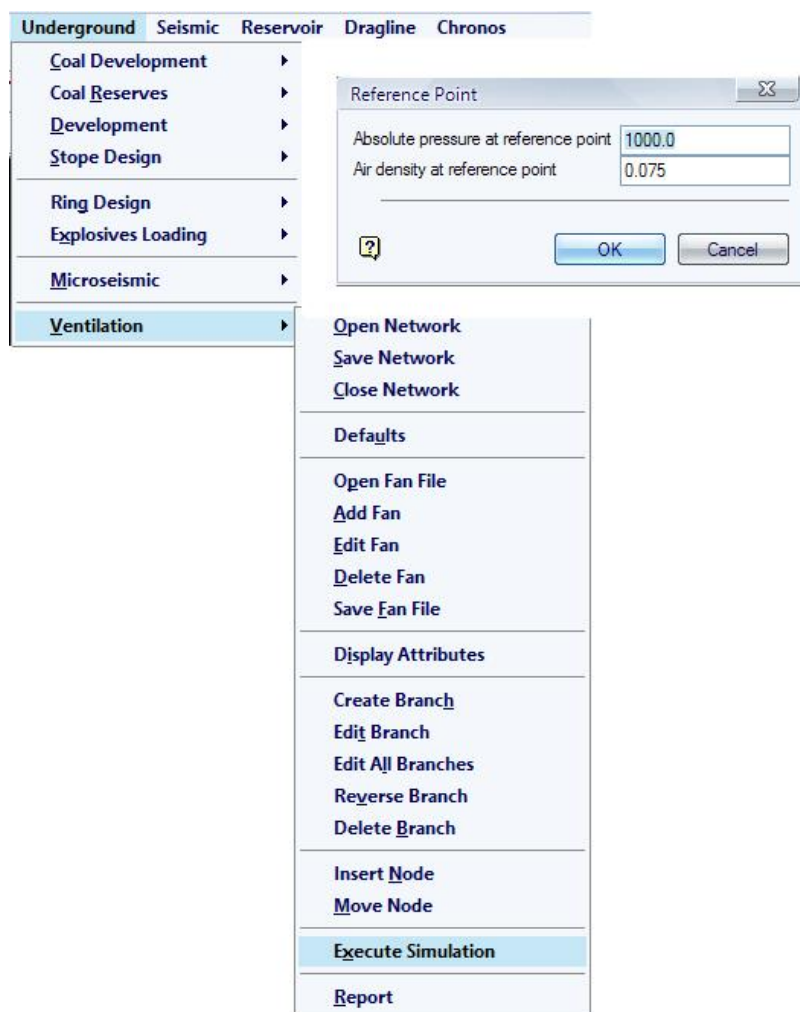 Underground Seismic Reservoir Dragline Chronos
Coal Development
Coal Reserves
Development
Stope Design
Ring Design
Explosives Loading
Microseismic
Ventilation
Reference Point
Absolute pressure at reference point 1000.0
Air density at reference point 0.075
? OK Cancel
Open Network
Save Network
Close Network
Defaults
Open Fan File
Add Fan
Edit Fan
Delete Fan
Save Fan File
Display Attributes
Create Branch
Edit Branch
Edit All Branches
Reverse Branch
Delete Branch
Insert Node
Move Node
Execute Simulation
Report